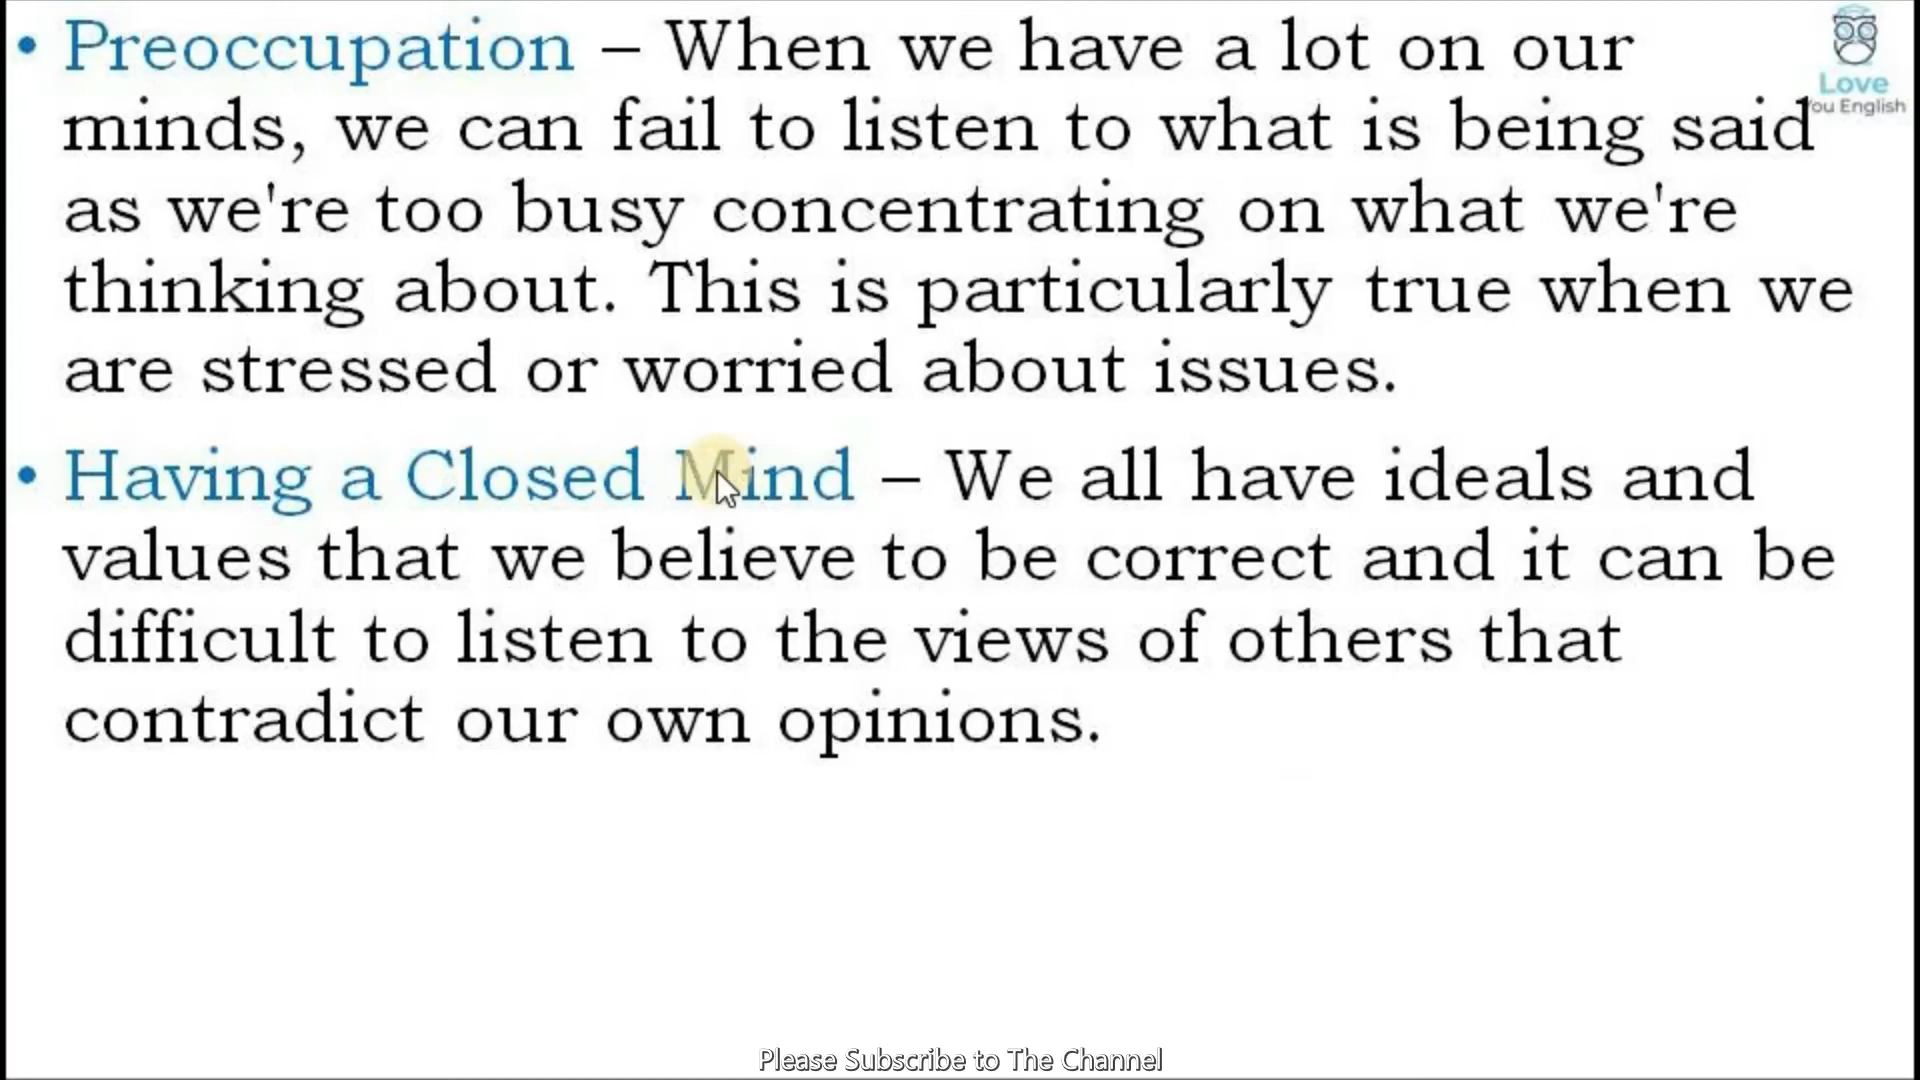 • Preoccupation – When we have a lot on our
minds, we can fail to listen to what is being said
as we're too busy concentrating on what we're
thinking about. This is particularly true when we
are stressed or worried about issues.
• Having a Closed Mind – We all have ideals and
values that we believe to be correct and it can be
difficult to listen to the views of others that
contradict our own opinions.
Love
You English
Please Subscribe to The Channel